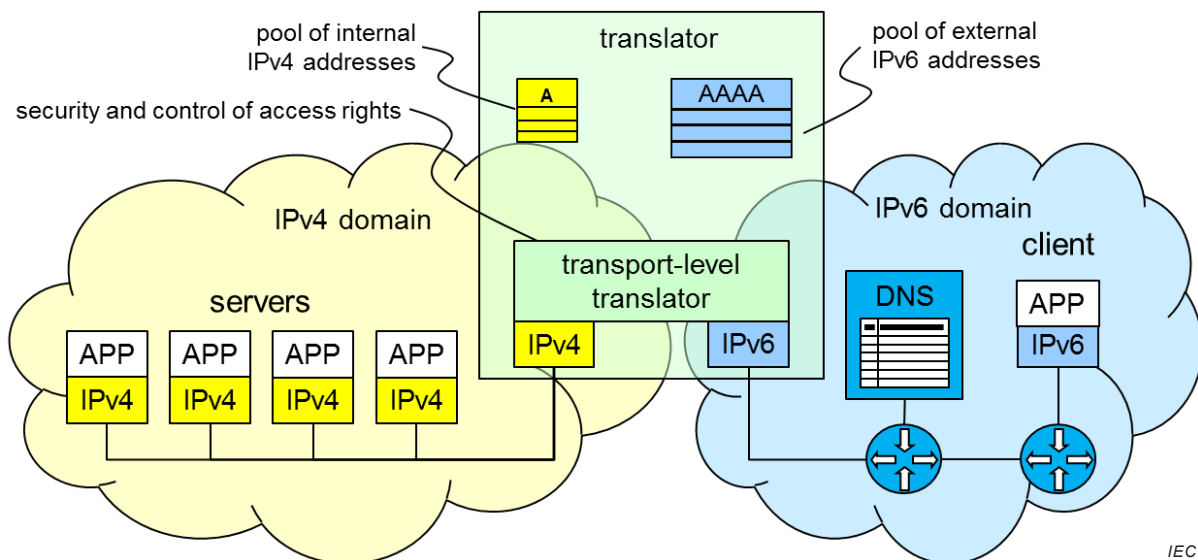 pool of internal
IPv4 addresses
translator
pool of external
IPv6 addresses
security and control of access rights
A
AAAA
IPv4 domain
IPv6 domain
client
servers
transport-level
translator
DNS
APP
IPv6
APP
APP
APP
APP
IPv4
IPv4
IPv4
IPv4
IPv4
IPv6
IEC